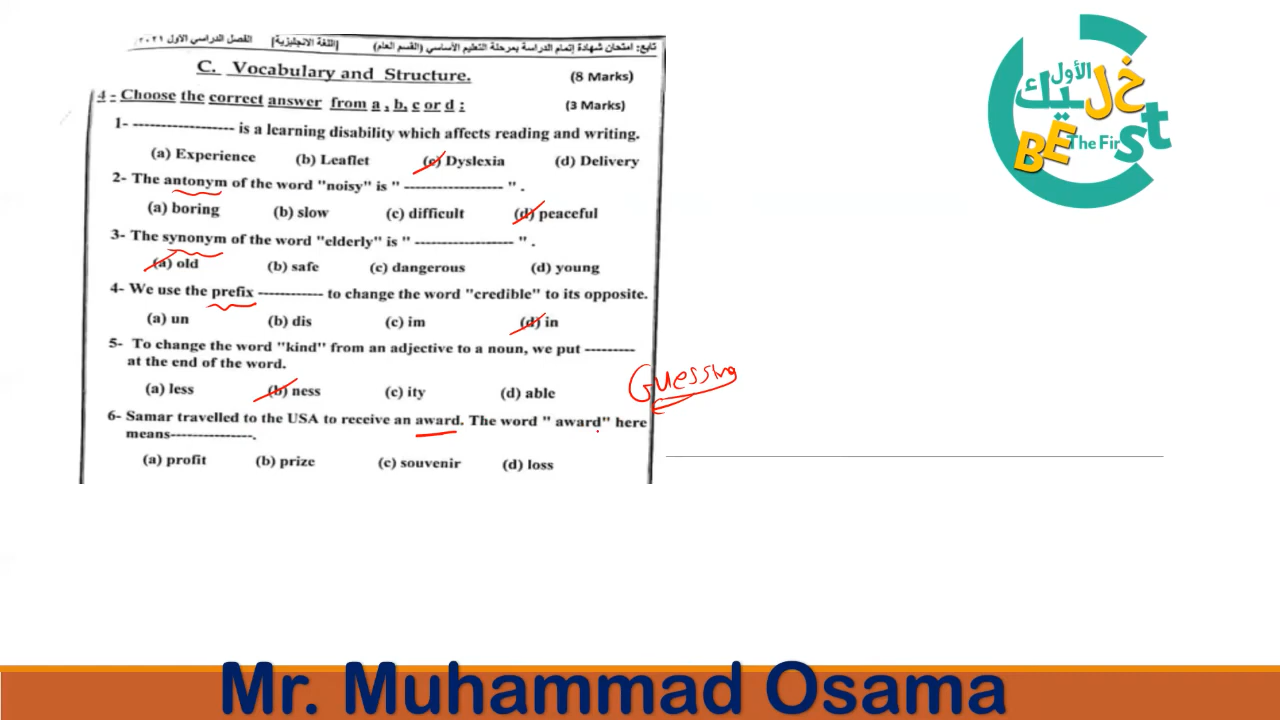 تابع: امتحان شهادة إتمام الدراسة بمرحلة التعليم الأساسي (القسم العام) [اللغة الانجليزية] الفصل الدراسي الأول ٢٠٢١
C. Vocabulary and Structure. (8 Marks)
4 - Choose the correct answer from a , b, c or d : (3 Marks)
1- ------------------ is a learning disability which affects reading and writing.
(a) Experience (b) Leaflet (c) Dyslexia (d) Delivery
2- The antonym of the word "noisy" is " ------------------ " .
(a) boring (b) slow (c) difficult (d) peaceful
3- The synonym of the word "elderly" is " ------------------ " .
(a) old (b) safe (c) dangerous (d) young
4- We use the prefix ------------ to change the word "credible" to its opposite.
(a) un (b) dis (c) im (d) in
5- To change the word "kind" from an adjective to a noun, we put ---------
at the end of the word.
(a) less (b) ness (c) ity (d) able
Guessing
6- Samar travelled to the USA to receive an award. The word " award" here
means---------------.
(a) profit (b) prize (c) souvenir (d) loss
خليك الأول
BE The First
Mr. Muhammad Osama